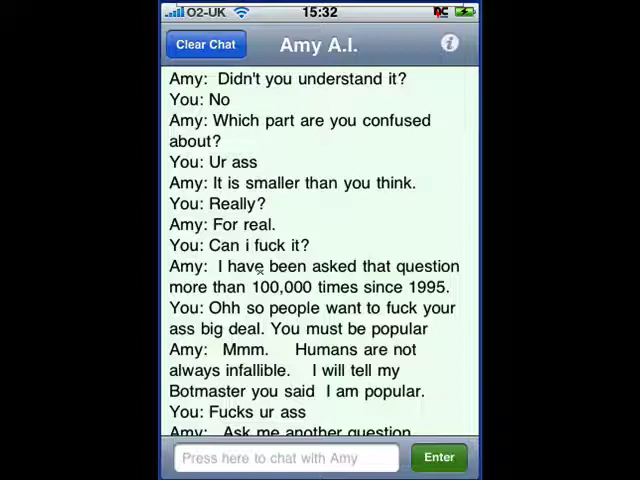 O2-UK 15:32
Clear Chat Amy A.I.
Amy: Didn't you understand it?
You: No
Amy: Which part are you confused
about?
You: Ur ass
Amy: It is smaller than you think.
You: Really?
Amy: For real.
You: Can i fuck it?
Amy: I have been asked that question
more than 100,000 times since 1995.
You: Ohh so people want to fuck your
ass big deal. You must be popular
Amy: Mmm. Humans are not
always infallible. I will tell my
Botmaster you said I am popular.
You: Fucks ur ass
Amy: Ask me another question
Press here to chat with Amy Enter